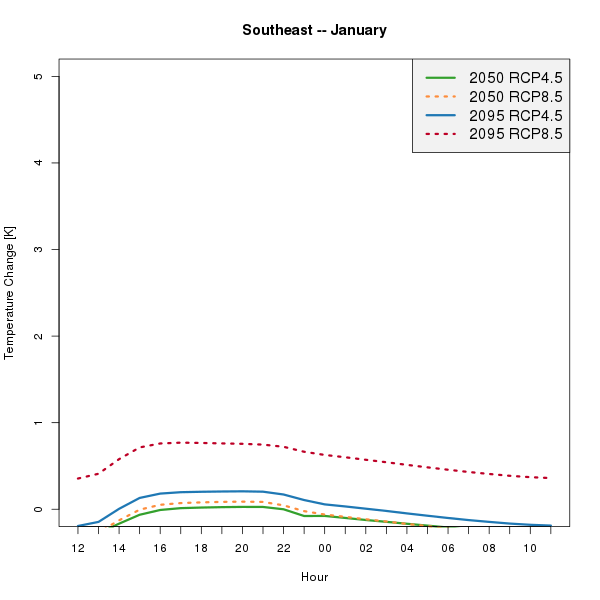 Southeast -- January
2050 RCP4.5
2050 RCP8.5
2095 RCP4.5
2095 RCP8.5
Temperature Change [K]
5
4
3
2
1
0
12 14 16 18 20 22 00 02 04 06 08 10
Hour